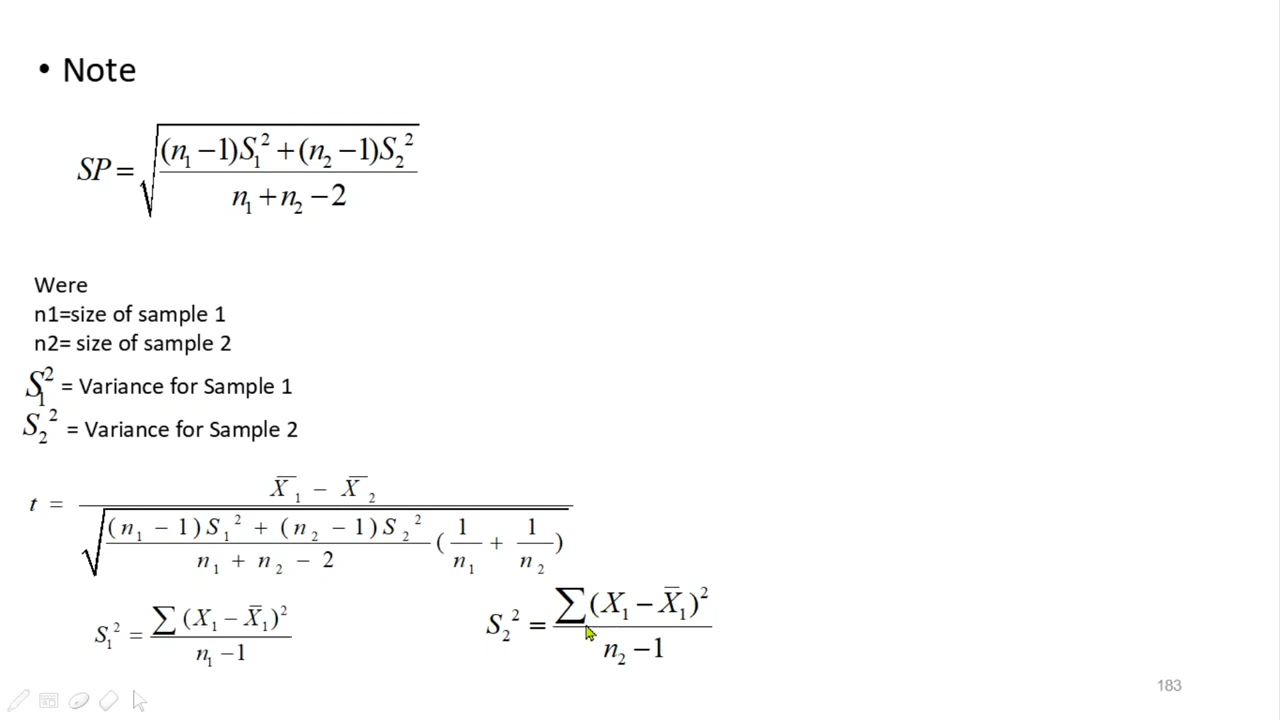 • Note
SP = √(((n₁ −1)S₁² + (n₂ −1)S₂²) / (n₁ + n₂ −2))
Were
n1=size of sample 1
n2= size of sample 2
S₁² = Variance for Sample 1
S₂² = Variance for Sample 2
t = (X̅₁ − X̅₂) / √(((n₁ − 1)S₁² + (n₂ − 1)S₂²) / (n₁ + n₂ − 2) (1/n₁ + 1/n₂))
S₁² = ∑(X₁ − X̅₁)² / (n₁ −1)
S₂² = ∑(X₁ − X̅₁)² / (n₂ −1)
183